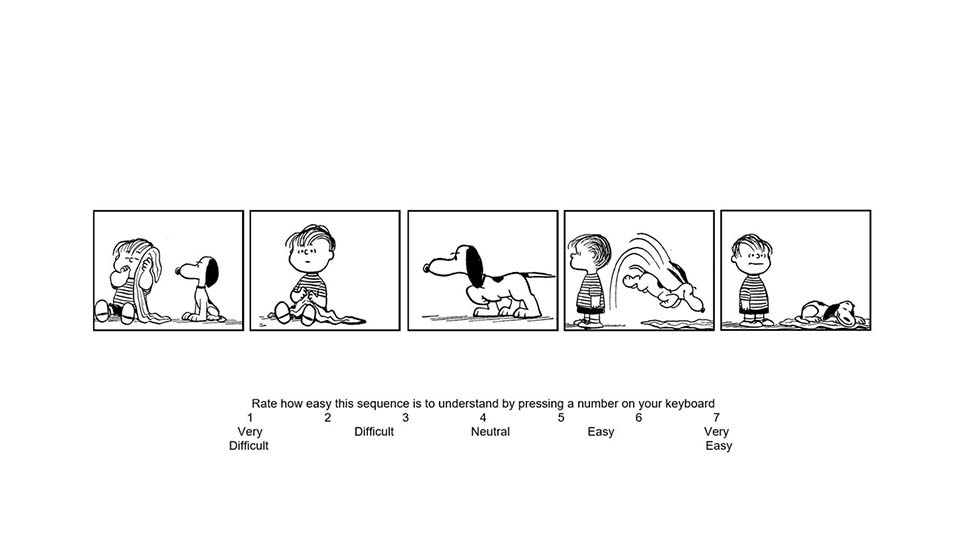 Rate how easy this sequence is to understand by pressing a number on your keyboard
1 2 3 4 5 6 7
Very Difficult Neutral Easy Very
Difficult Easy